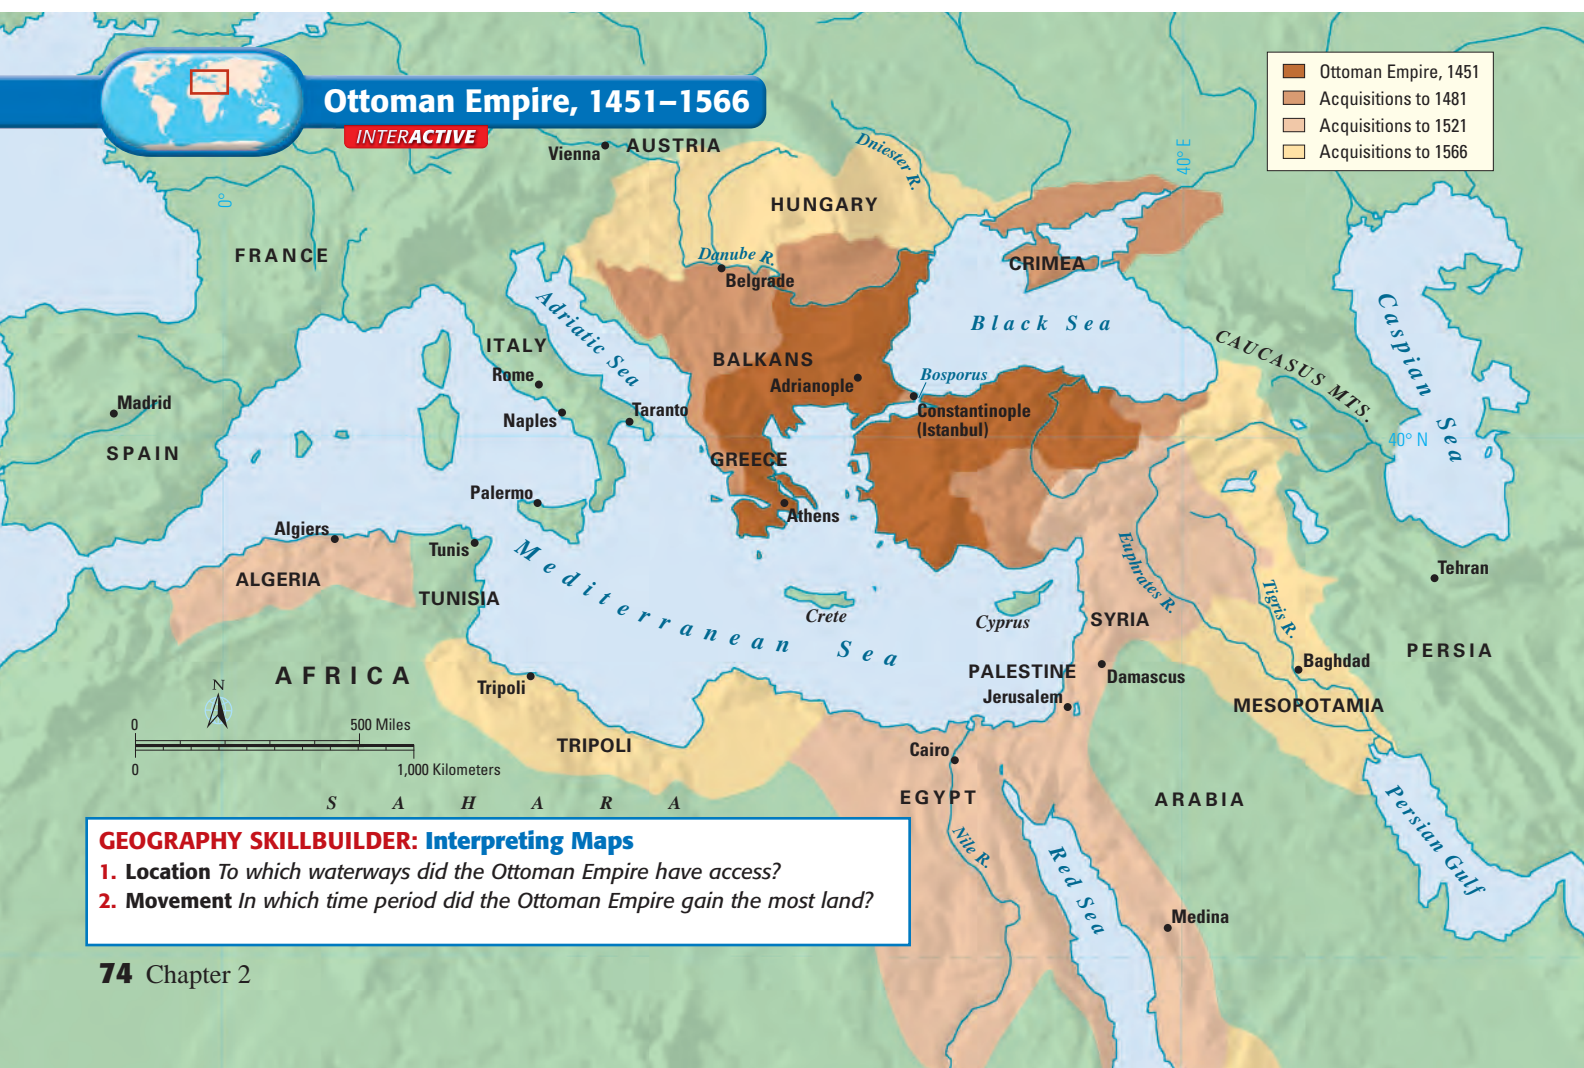 Ottoman Empire, 1451–1566
INTERACTIVE
Ottoman Empire, 1451
Acquisitions to 1481
Acquisitions to 1521
Acquisitions to 1566
40° E
0°
Vienna
AUSTRIA
Dniester R.
HUNGARY
FRANCE
Danube R.
Belgrade
CRIMEA
Adriatic Sea
Black Sea
Caspian Sea
CAUCASUS MTS.
ITALY
Rome
BALKANS
Adrianople
Bosporus
Madrid
Naples
Taranto
Constantinople
(Istanbul)
40° N
SPAIN
GREECE
Palermo
Athens
Algiers
Tunis
Mediterranean Sea
Euphrates R.
Tigris R.
Tehran
ALGERIA
TUNISIA
Crete
Cyprus
SYRIA
PERSIA
AFRICA
Baghdad
PALESTINE
Damascus
Jerusalem
Tripoli
MESOPOTAMIA
N
0
500 Miles
0
1,000 Kilometers
TRIPOLI
Cairo
EGYPT
ARABIA
SAHARA
Nile R.
Red Sea
Persian Gulf
Medina
GEOGRAPHY SKILLBUILDER: Interpreting Maps
1. Location To which waterways did the Ottoman Empire have access?
2. Movement In which time period did the Ottoman Empire gain the most land?
74 Chapter 2